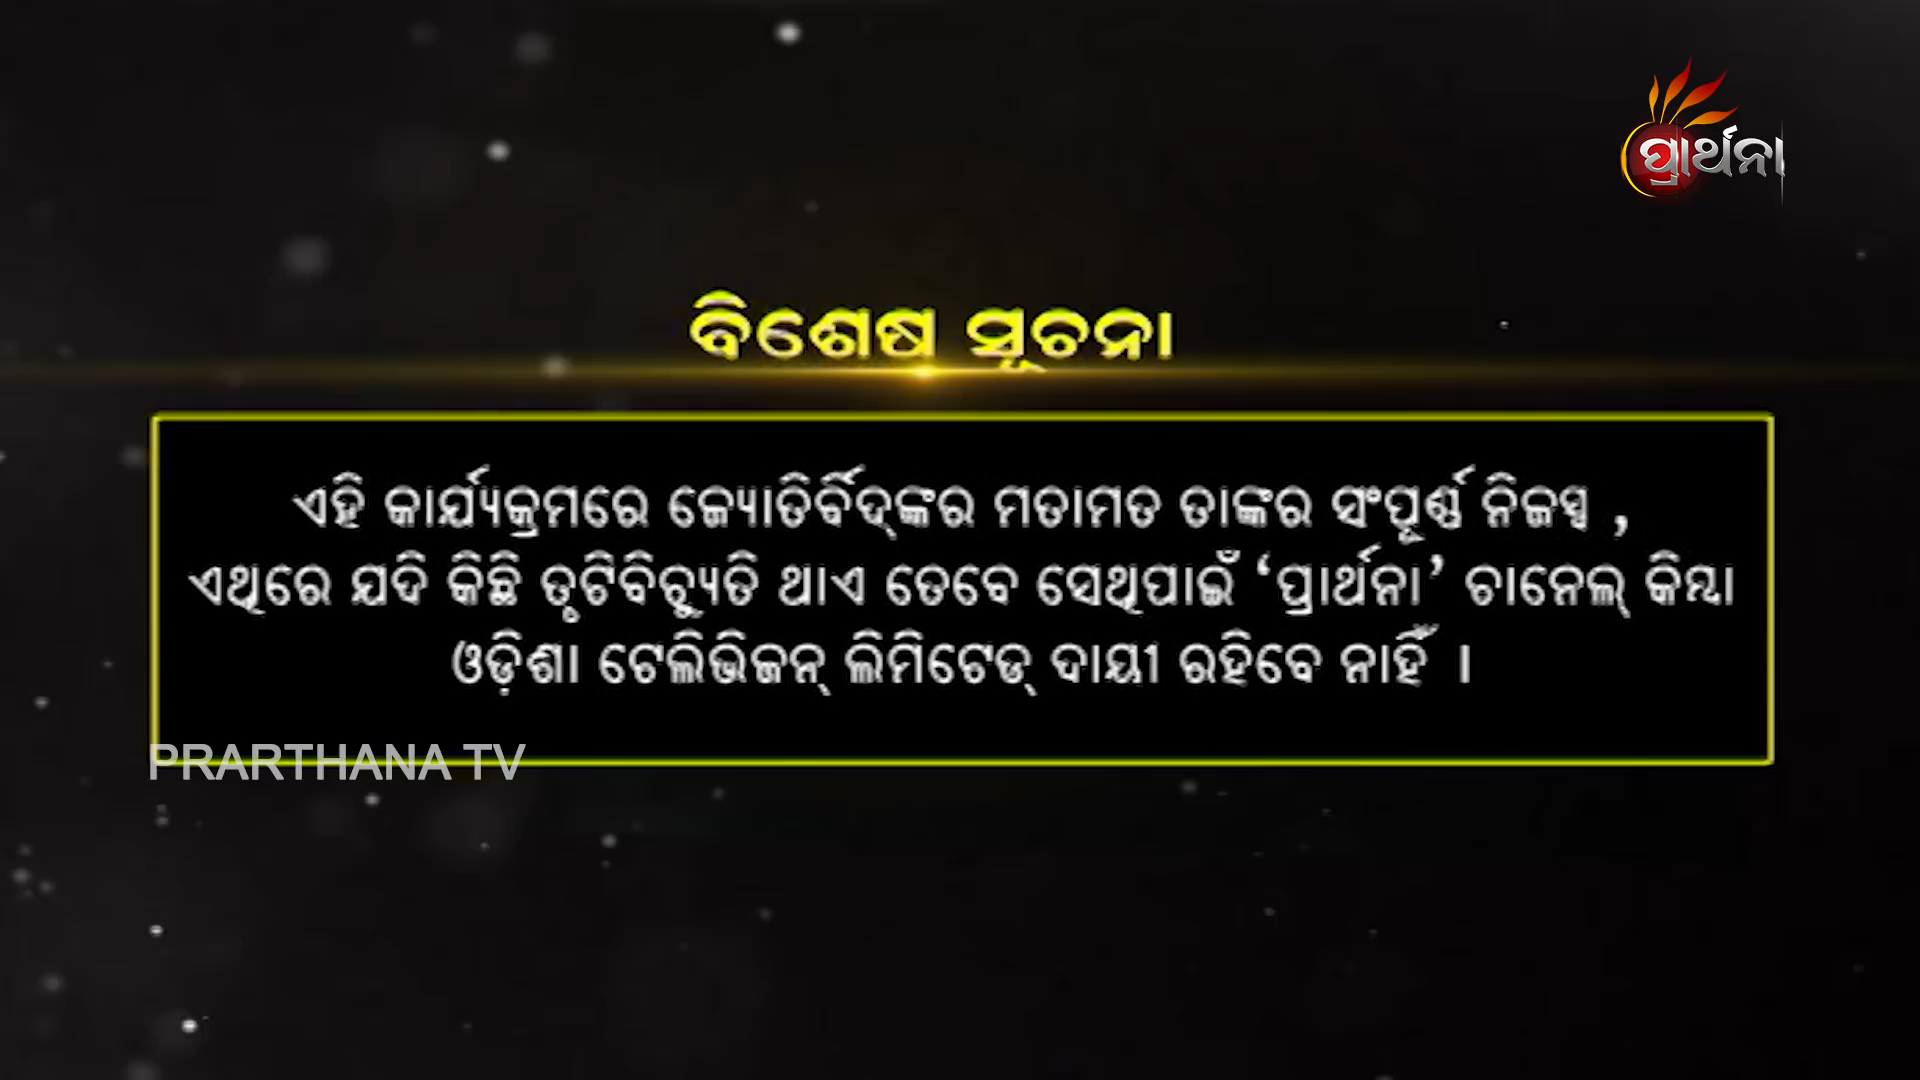 ପ୍ରାର୍ଥନା
ବିଶେଷ ସୂଚନା
ଏହି କାର୍ଯ୍ୟକ୍ରମରେ ଜ୍ୟୋତିର୍ବିଦ୍‌ଙ୍କର ମତାମତ ତାଙ୍କର ସଂପୂର୍ଣ୍ଣ ନିଜସ୍ୱ ,
ଏଥିରେ ଯଦି କିଛି ତୃଟିବିଚ୍ୟୁତି ଥାଏ ତେବେ ସେଥିପାଇଁ ‘ପ୍ରାର୍ଥନା’ ଚାନେଲ୍ କିମ୍ୱା
ଓଡ଼ିଶା ଟେଲିଭିଜନ୍ ଲିମିଟେଡ୍ ଦାୟୀ ରହିବେ ନାହିଁ ।
PRARTHANA TV